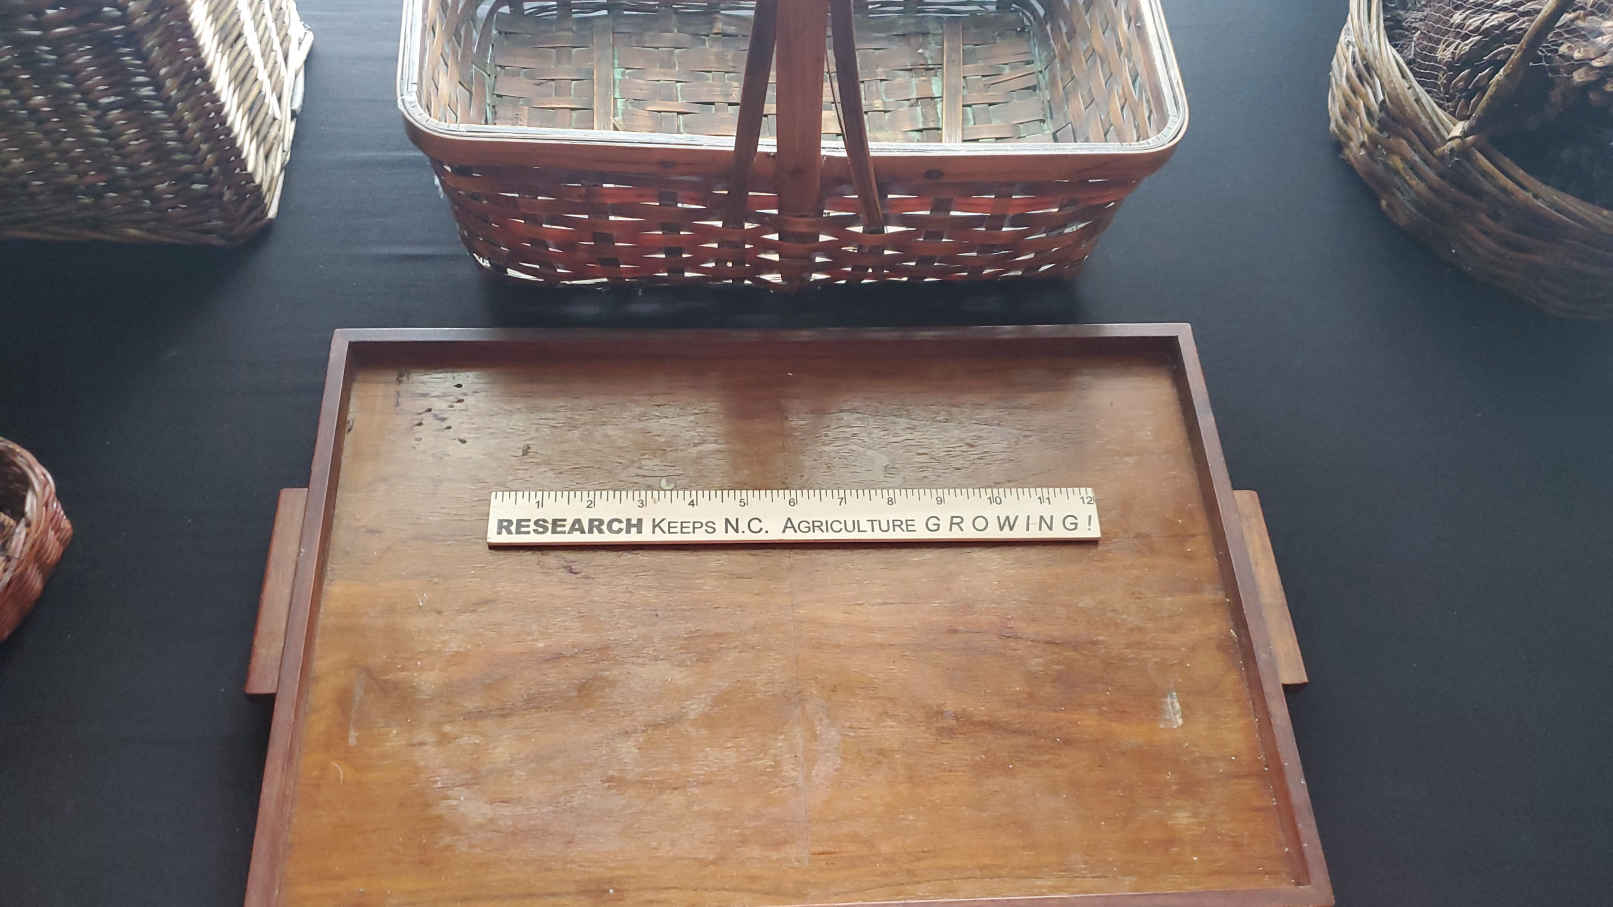 1 2 3 4 5 6 7 8 9 10 11 12
RESEARCH KEEPS N.C. AGRICULTURE GROWING!